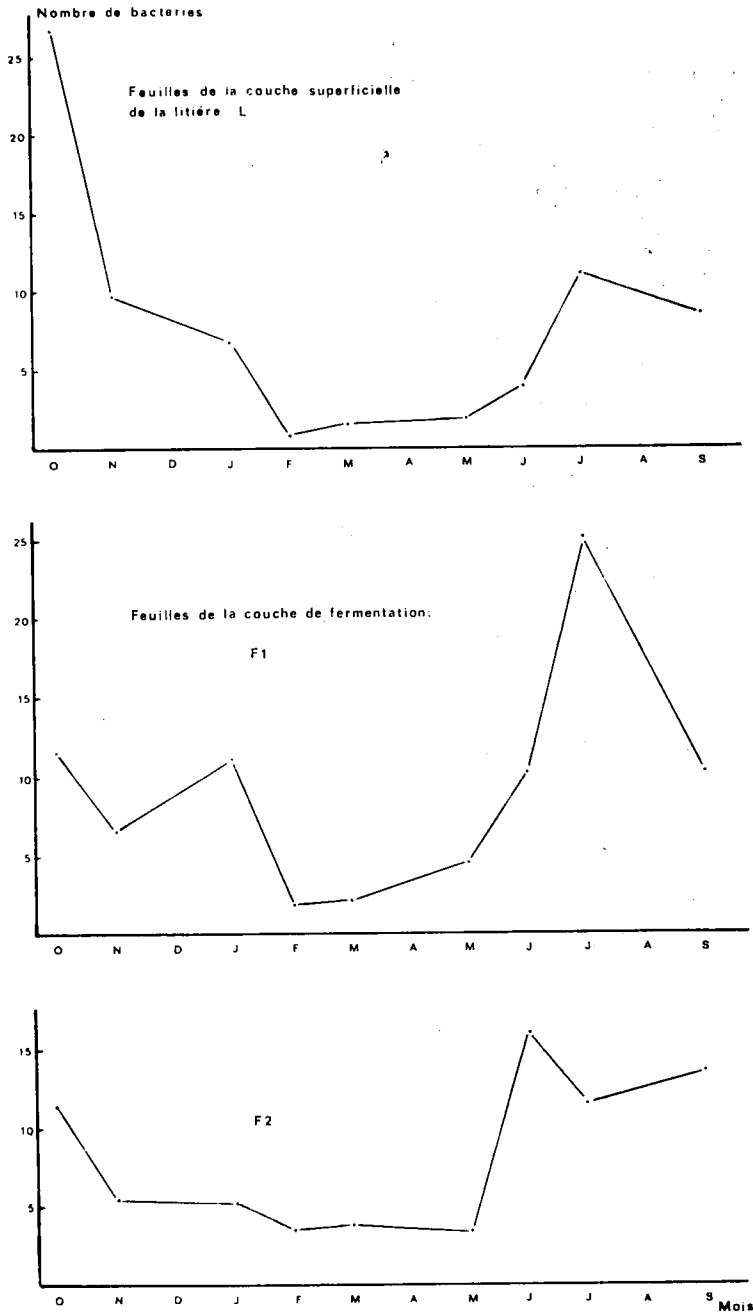 Nombre de bacteries
25
Feuilles de la couche superficielle
de la litiére L
20
15
10
5
O N D J F M A M J J A S
25
Feuilles de la couche de fermentation:
20
F1
15
10
5
O N D J F M A M J J A S
15
10
F2
5
O N D J F M A M J J A S
Mois